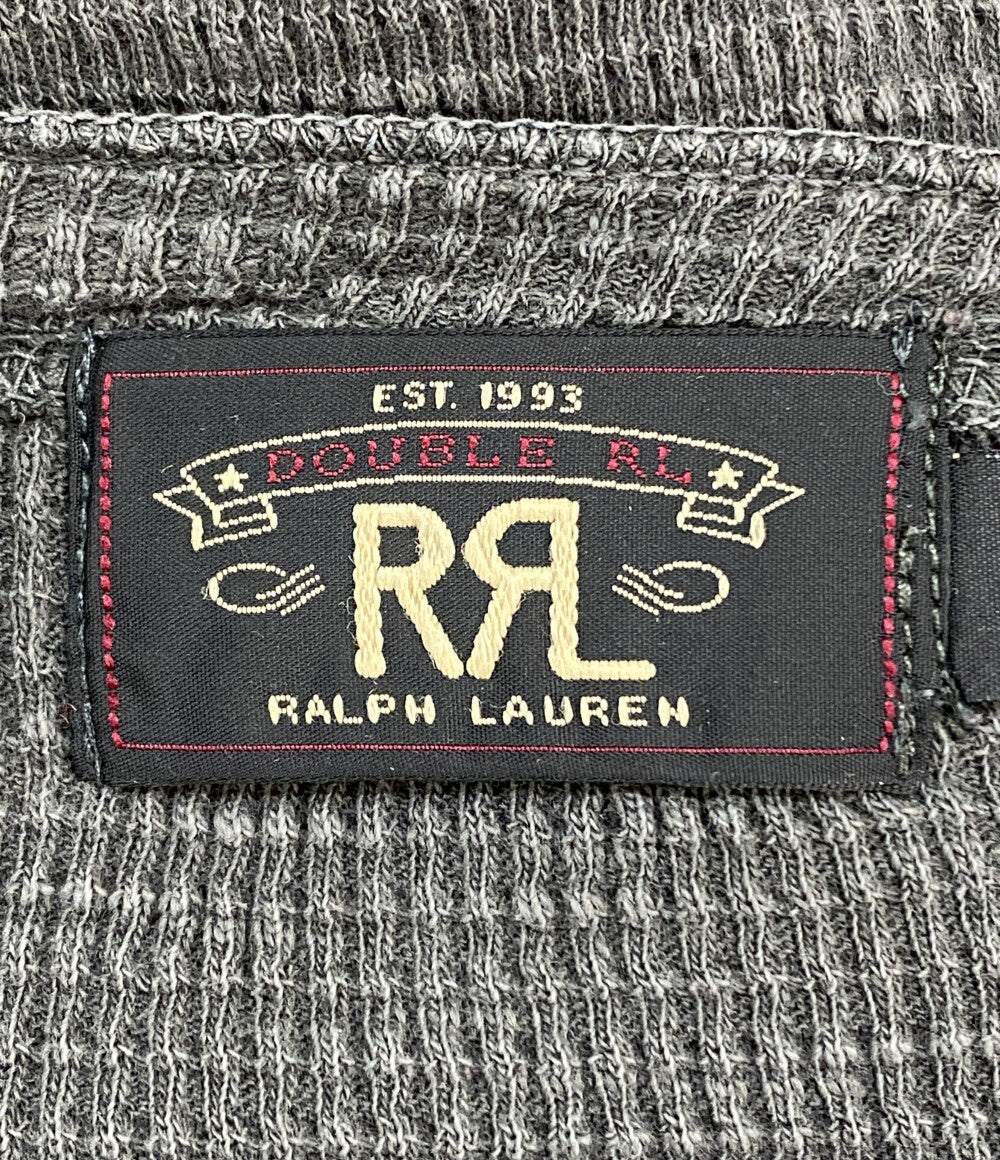 EST. 1993
DOUBLE RL
RRL
RALPH LAUREN